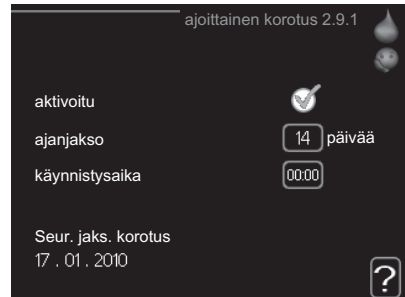 ajoittainen korotus 2.9.1
aktivoitu
ajanjakso 14 päivää
käynnistysaika 00:00
Seur. jaks. korotus
17 . 01 . 2010
?